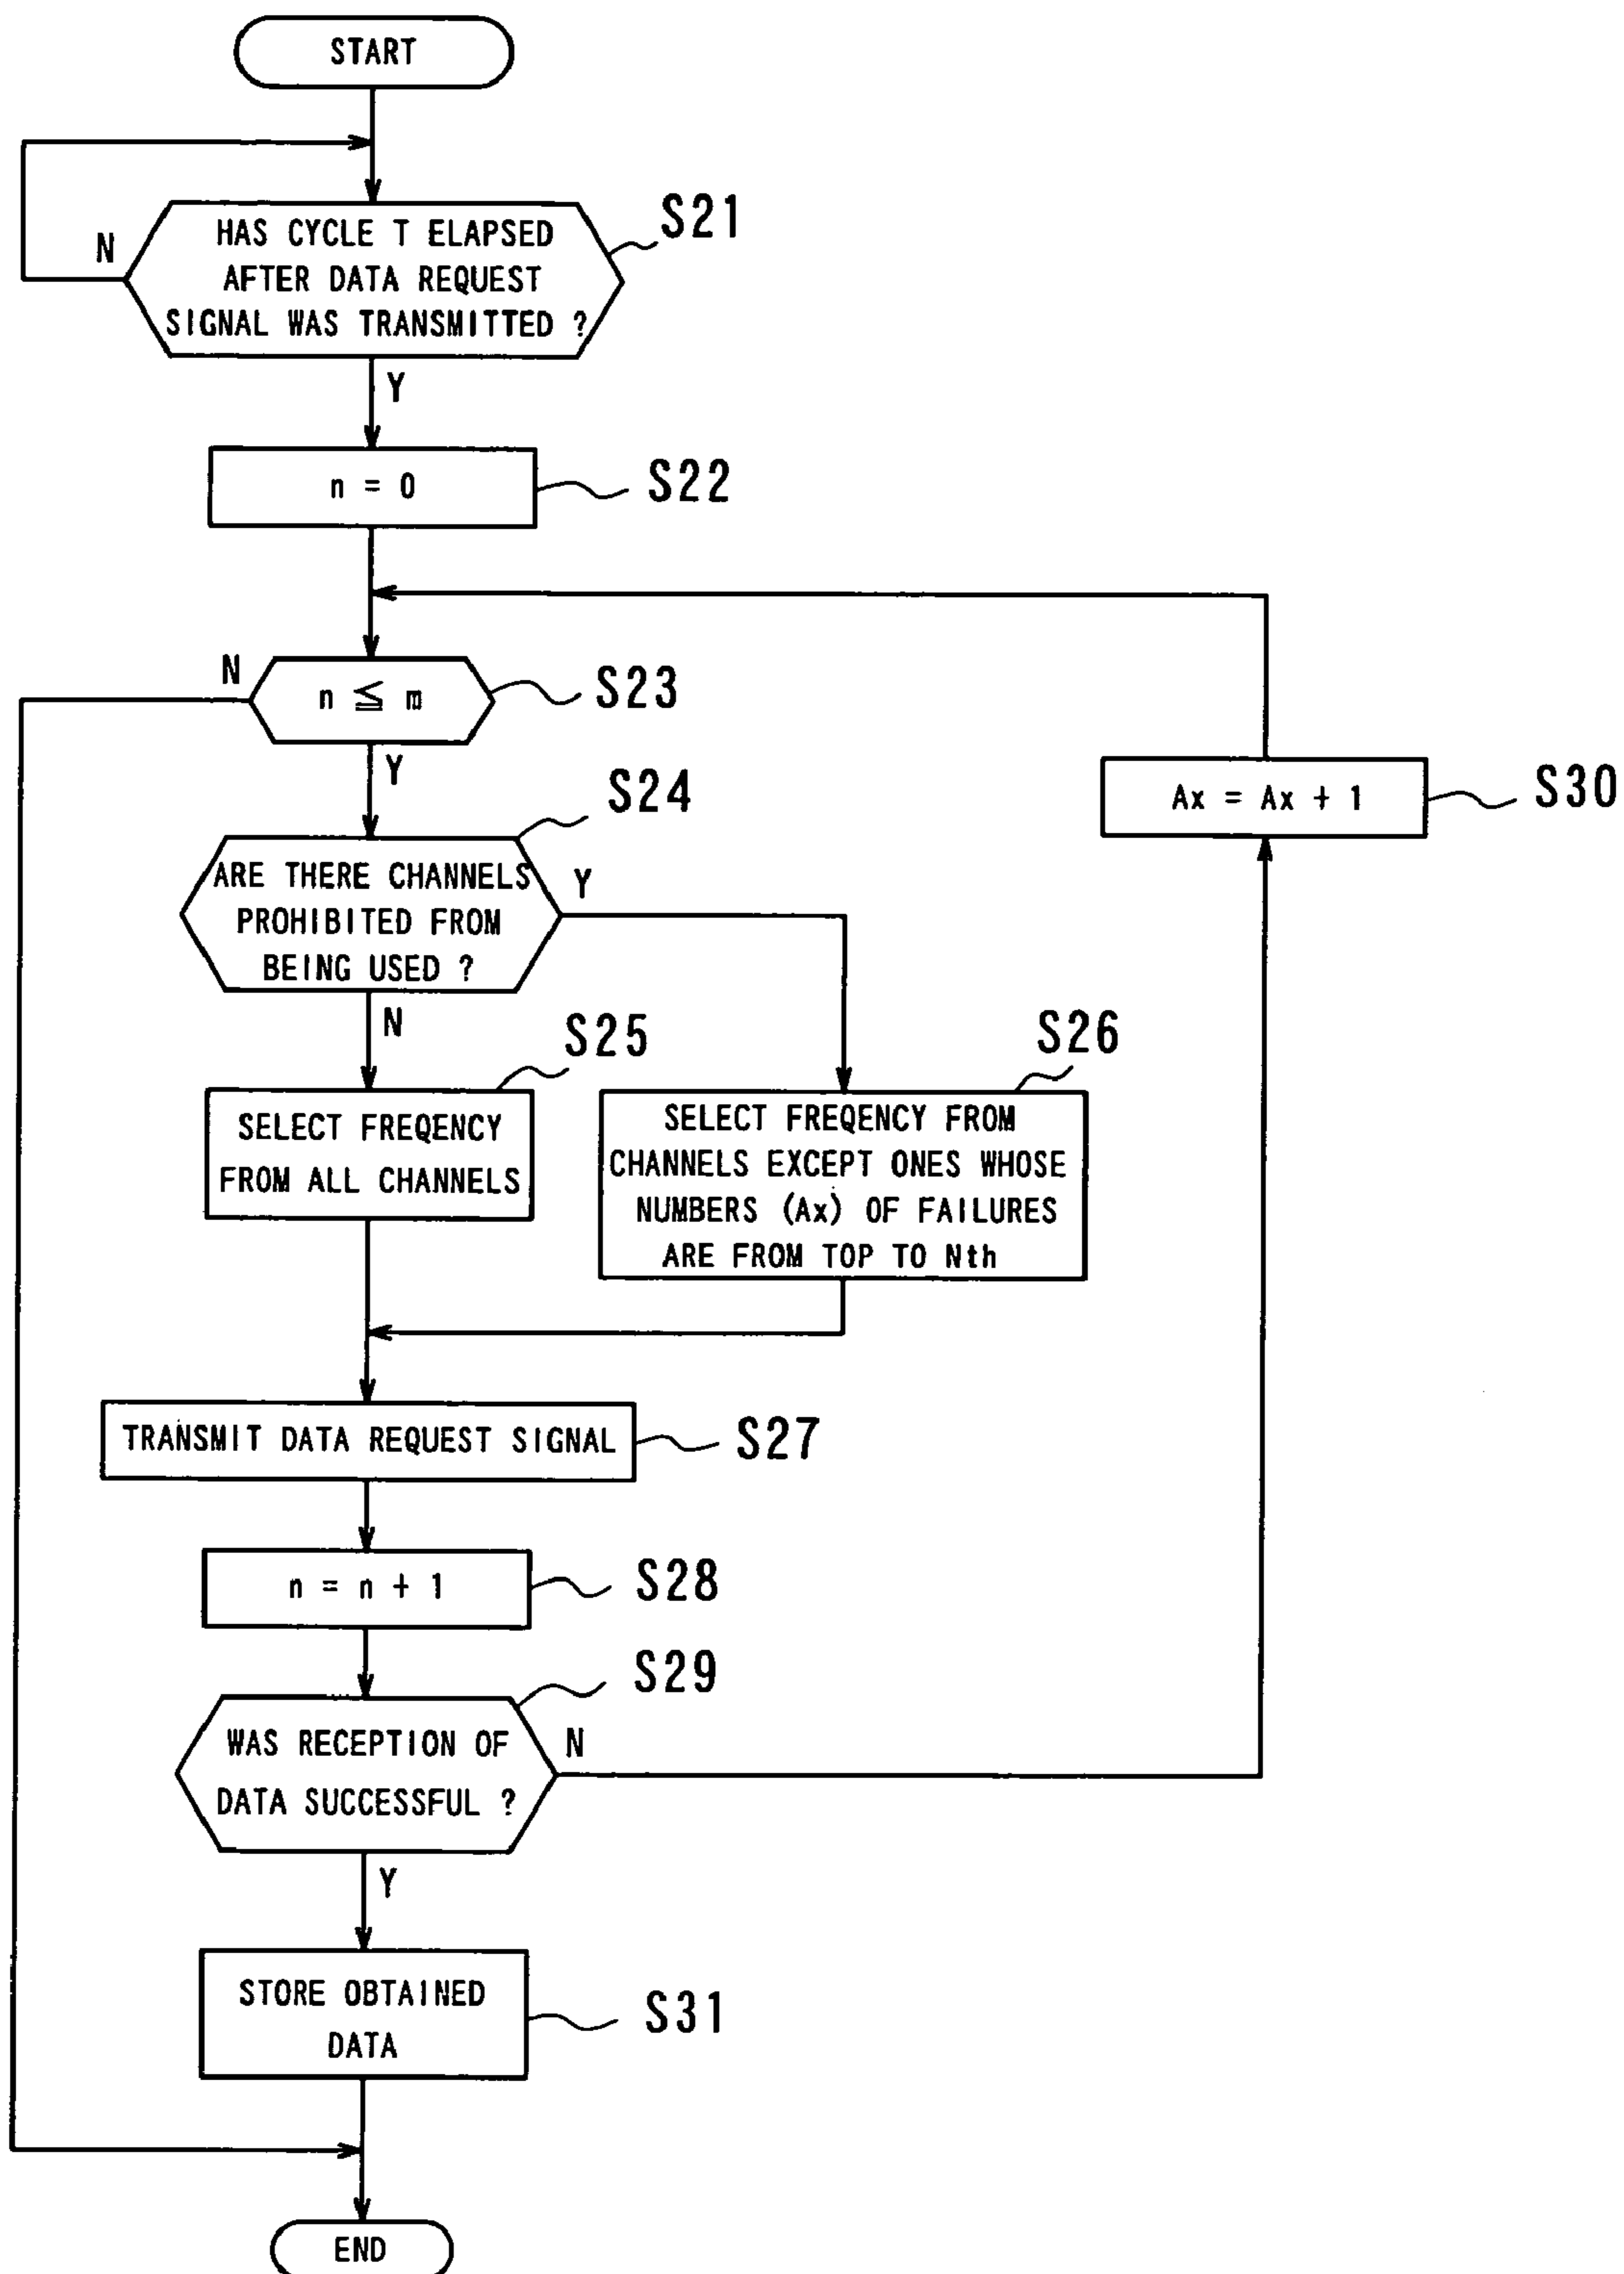 START
HAS CYCLE T ELAPSED
AFTER DATA REQUEST
SIGNAL WAS TRANSMITTED ?
S21
N
Y
n = 0
S22
n ≦ m
S23
N
Y
Ax = Ax + 1
S30
ARE THERE CHANNELS
PROHIBITED FROM
BEING USED ?
S24
Y
N
SELECT FREQENCY
FROM ALL CHANNELS
S25
SELECT FREQENCY FROM
CHANNELS EXCEPT ONES WHOSE
NUMBERS (Ax) OF FAILURES
ARE FROM TOP TO Nth
S26
TRANSMIT DATA REQUEST SIGNAL
S27
n = n + 1
S28
WAS RECEPTION OF
DATA SUCCESSFUL ?
S29
N
Y
STORE OBTAINED
DATA
S31
END